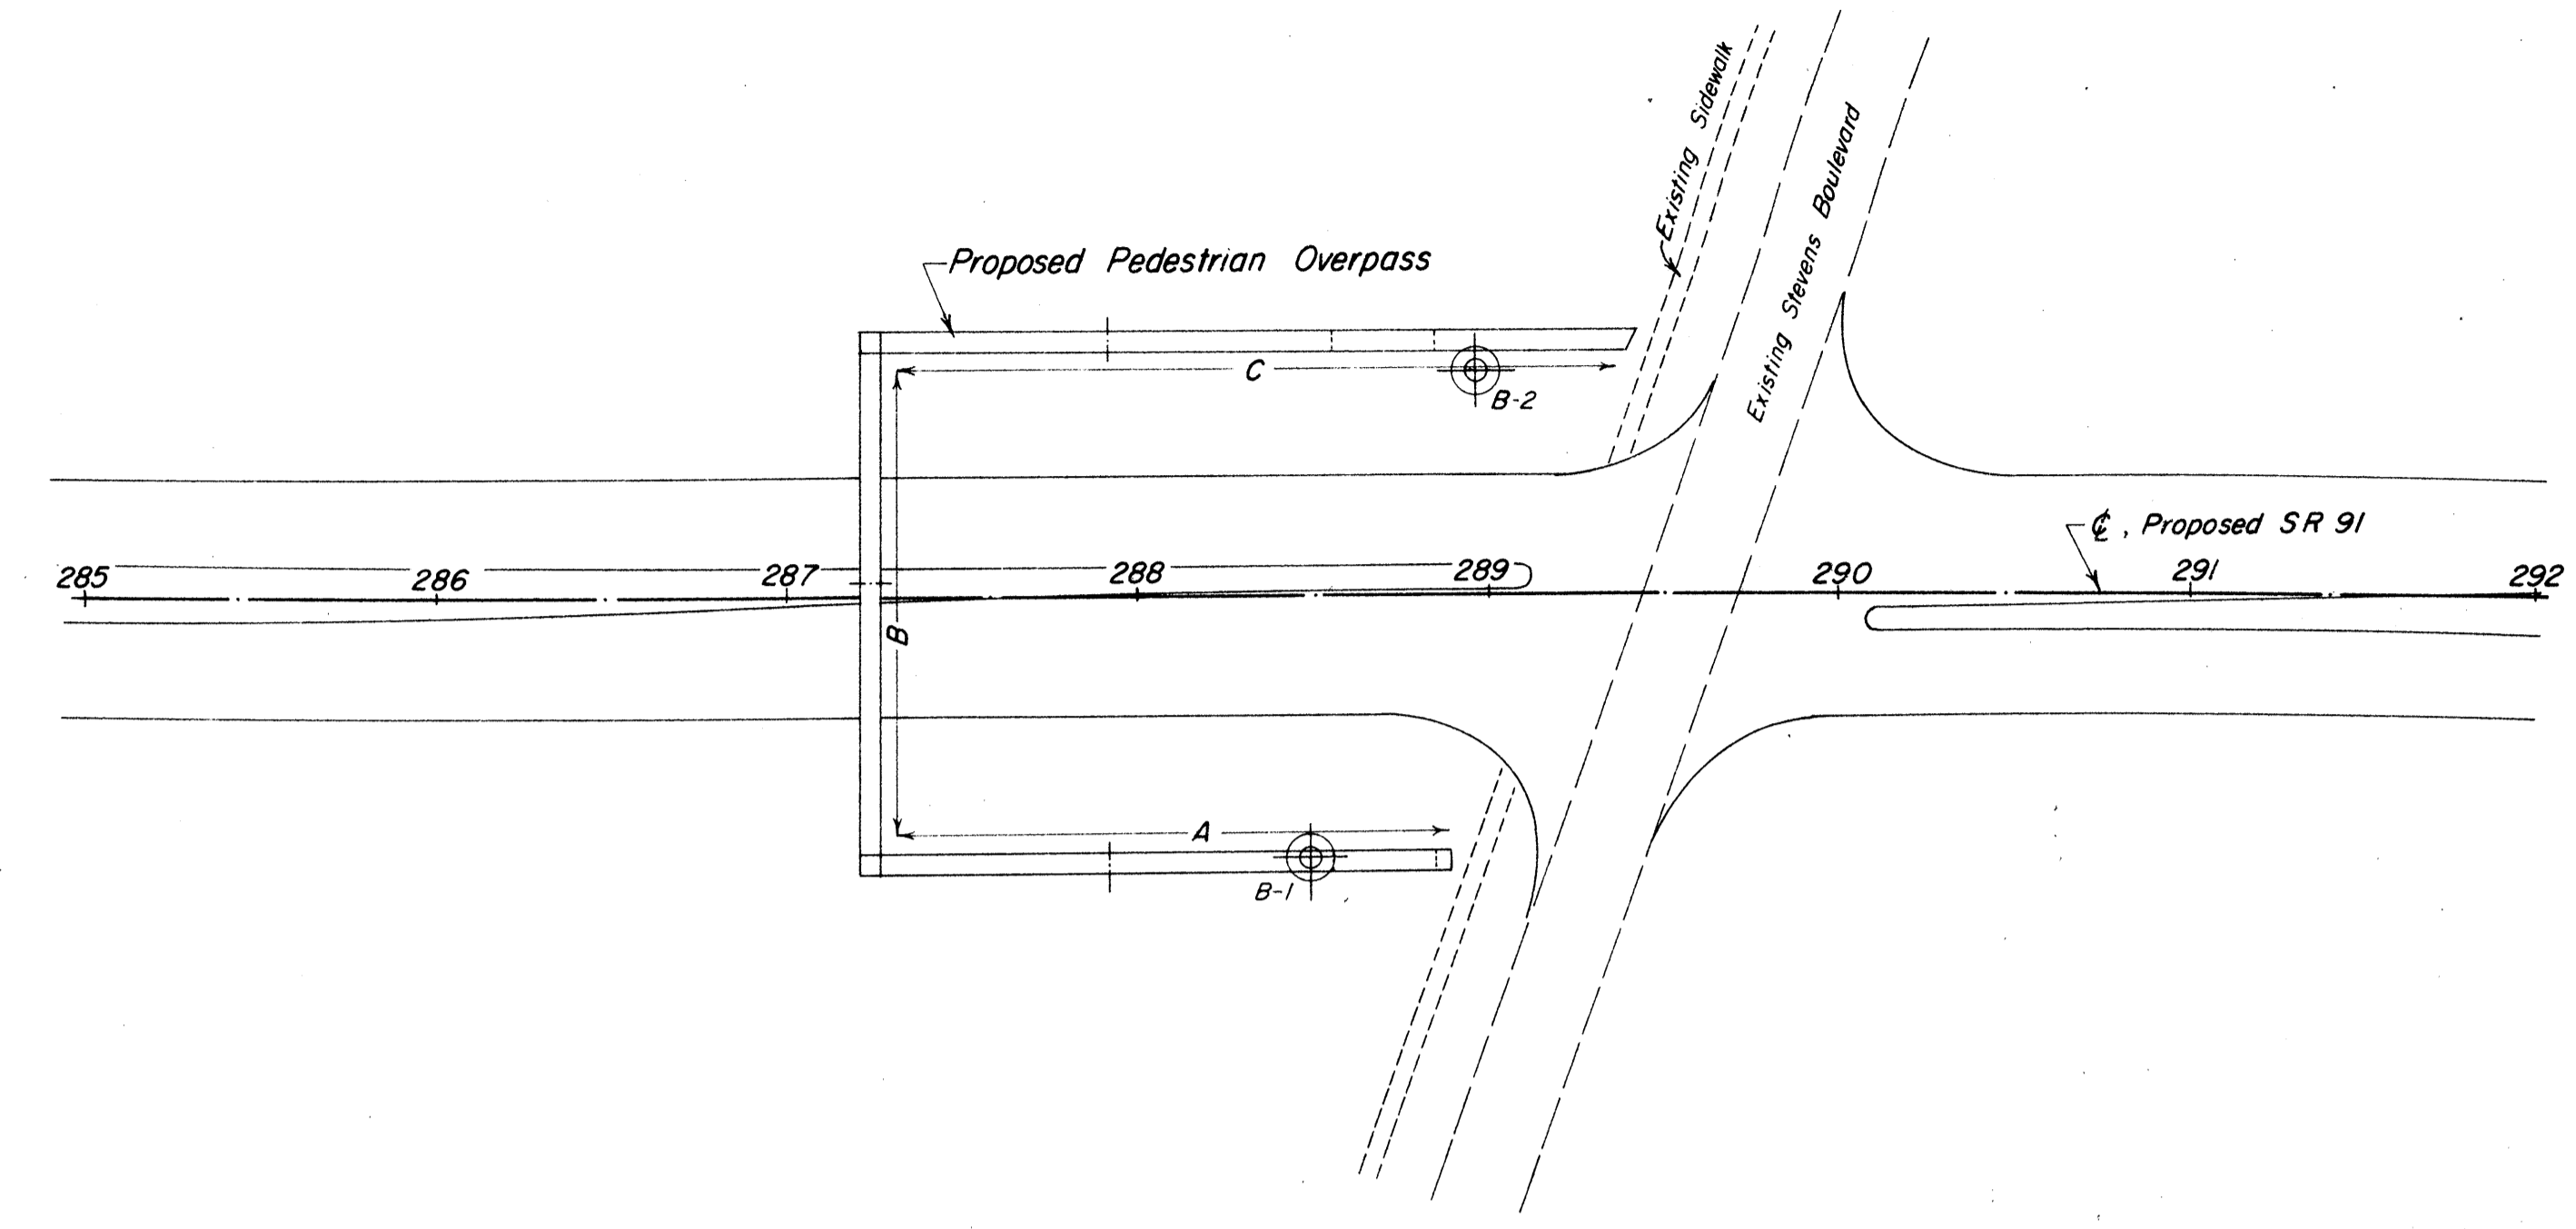 Existing Sidewalk
Existing Stevens Boulevard
Proposed Pedestrian Overpass
C
B-2
℄, Proposed SR 91
285 286 287 288 289 290 291 292
B
A
B-1